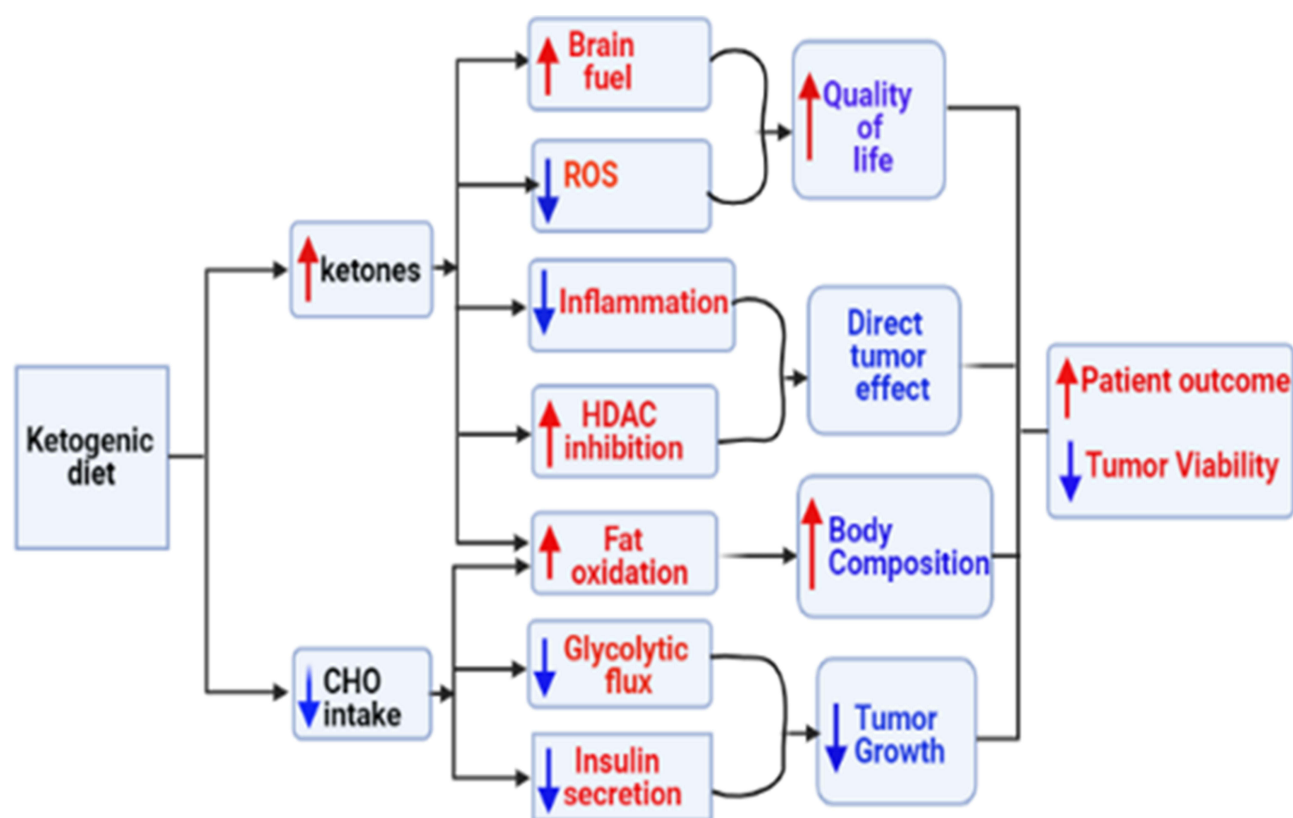 Brain
fuel
ROS
Quality
of
life
ketones
Inflammation
HDAC
inhibition
Direct
tumor
effect
Ketogenic
diet
Patient outcome
Tumor Viability
Fat
oxidation
Body
Composition
CHO
intake
Glycolytic
flux
Insulin
secretion
Tumor
Growth